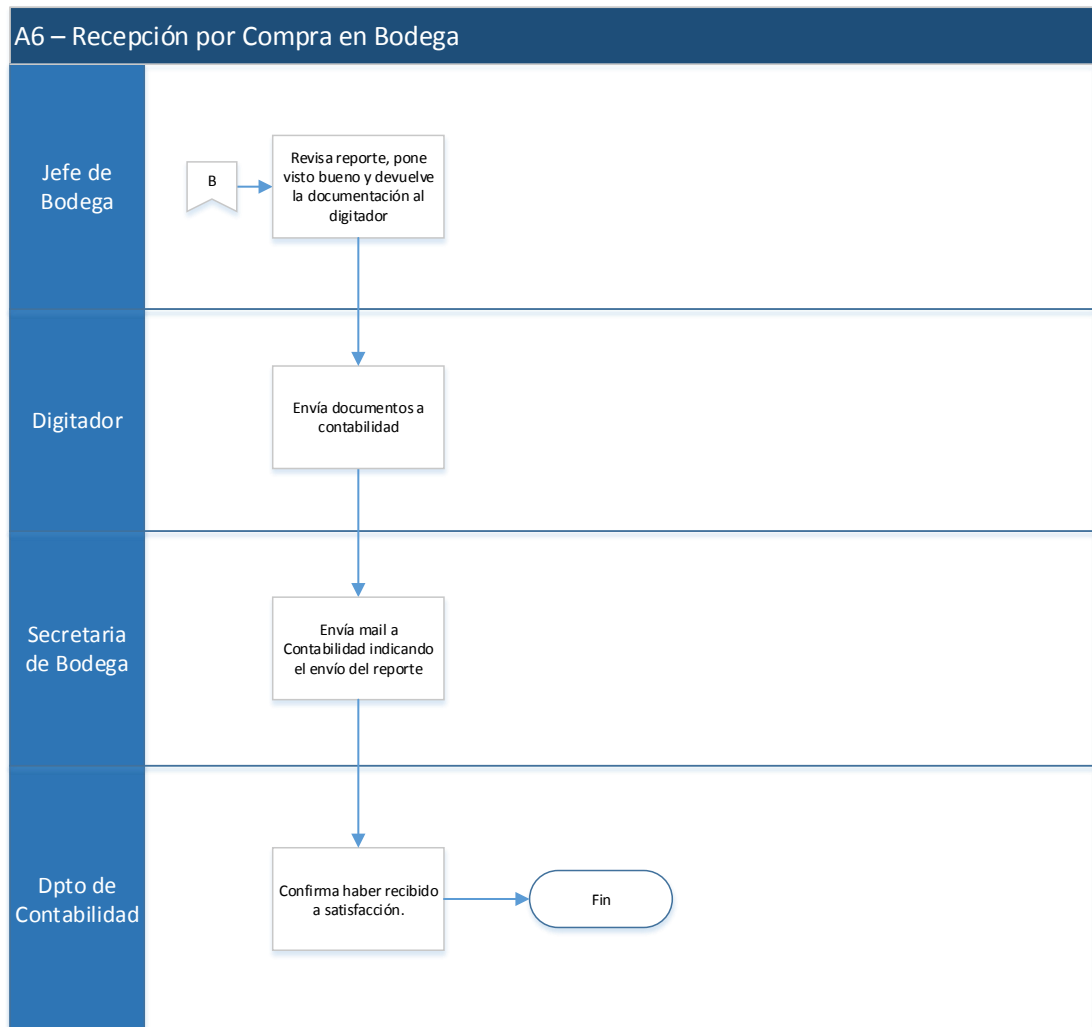 A6 – Recepción por Compra en Bodega
Jefe de
Bodega
B
Revisa reporte, pone
visto bueno y devuelve
la documentación al
digitador
Digitador
Envía documentos a
contabilidad
Secretaria
de Bodega
Envía mail a
Contabilidad indicando
el envío del reporte
Dpto de
Contabilidad
Confirma haber recibido
a satisfacción.
Fin